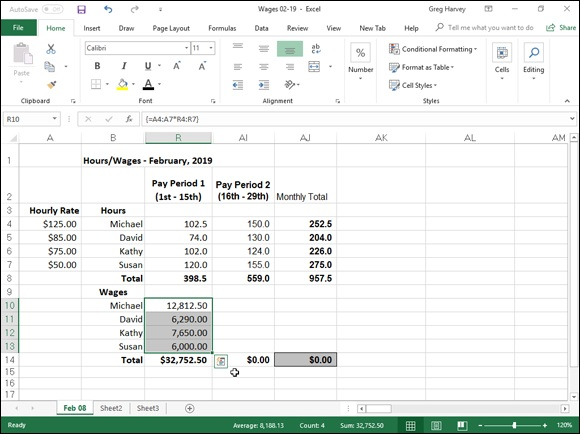 AutoSave Off Wages 02-19 - Excel Greg Harvey
File Home Insert Draw Page Layout Formulas Data Review View New Tab Help Tell me what you want to do Share
Paste Calibri 11 ab c Number Conditional Formatting Cells Editing
B I U A A Format as Table
A Cell Styles
Clipboard Font Alignment Styles
R10 fx {=A4:A7*R4:R7}
A B R AI AJ AK AL AM
1 Hours/Wages - February, 2019
Pay Period 1 Pay Period 2
2 (1st - 15th) (16th - 29th) Monthly Total
3 Hourly Rate Hours
4 $125.00 Michael 102.5 150.0 252.5
5 $85.00 David 74.0 130.0 204.0
6 $75.00 Kathy 102.0 124.0 226.0
7 $50.00 Susan 120.0 155.0 275.0
8 Total 398.5 559.0 957.5
9 Wages
10 Michael 12,812.50
11 David 6,290.00
12 Kathy 7,650.00
13 Susan 6,000.00
14 Total $32,752.50 $0.00 $0.00
15
16
17
Feb 08 Sheet2 Sheet3
Ready Average: 8,188.13 Count: 4 Sum: 32,752.50 120%